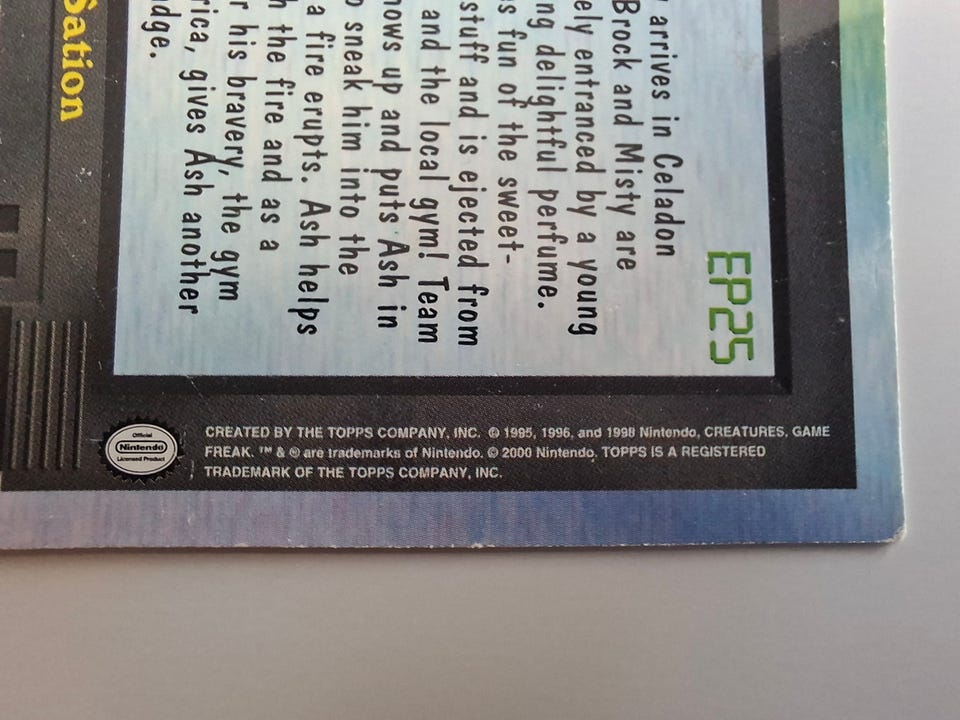 Sation
EP25
arrives in Celadon
Brock and Misty are
ely entranced by a young
ng delightful perfume.
s fun of the sweet-
stuff and is ejected from
and the local gym! Team
hows up and puts Ash in
o sneak him into the
a fire erupts. Ash helps
h the fire and as a
r his bravery, the gym
rica, gives Ash another
dge.
Official
Nintendo
Licensed Product
CREATED BY THE TOPPS COMPANY, INC. © 1995, 1996, and 1998 Nintendo, CREATURES, GAME
FREAK. ™ & ® are trademarks of Nintendo. © 2000 Nintendo. TOPPS IS A REGISTERED
TRADEMARK OF THE TOPPS COMPANY, INC.